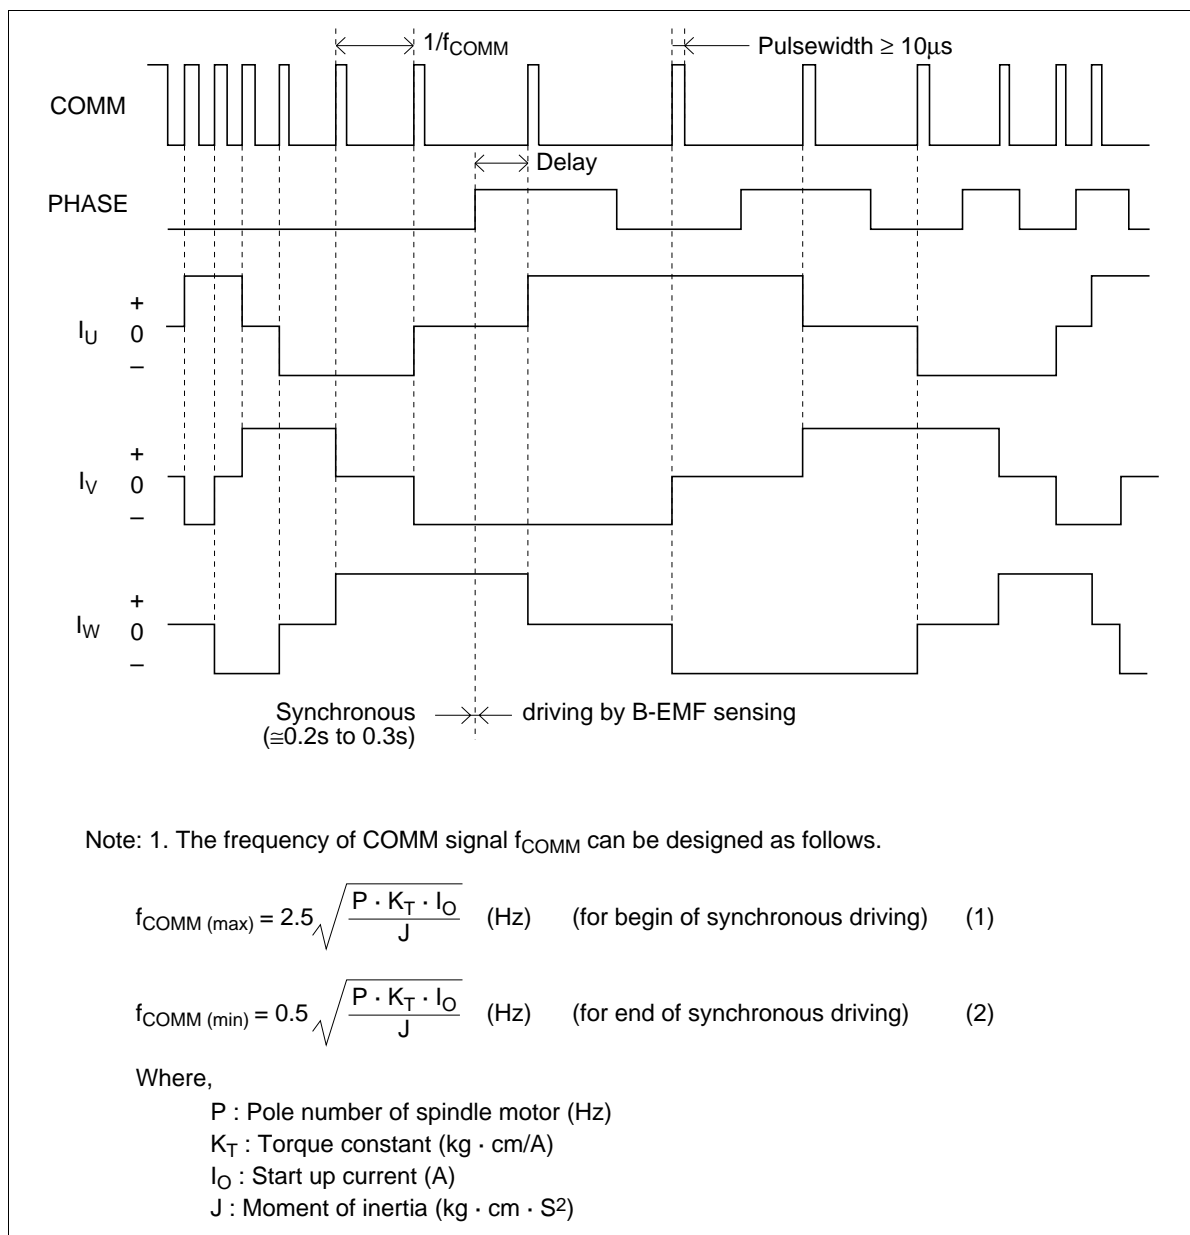 1/fCOMM
Pulsewidth ≥ 10µs
COMM
Delay
PHASE
+
IU 0
–
+
IV 0
–
+
IW 0
–
Synchronous driving by B-EMF sensing
(≅0.2s to 0.3s)
Note: 1. The frequency of COMM signal fCOMM can be designed as follows.
fCOMM (max) = 2.5 √(P · KT · IO / J) (Hz) (for begin of synchronous driving) (1)
fCOMM (min) = 0.5 √(P · KT · IO / J) (Hz) (for end of synchronous driving) (2)
Where,
P : Pole number of spindle motor (Hz)
KT : Torque constant (kg · cm/A)
IO : Start up current (A)
J : Moment of inertia (kg · cm · S²)